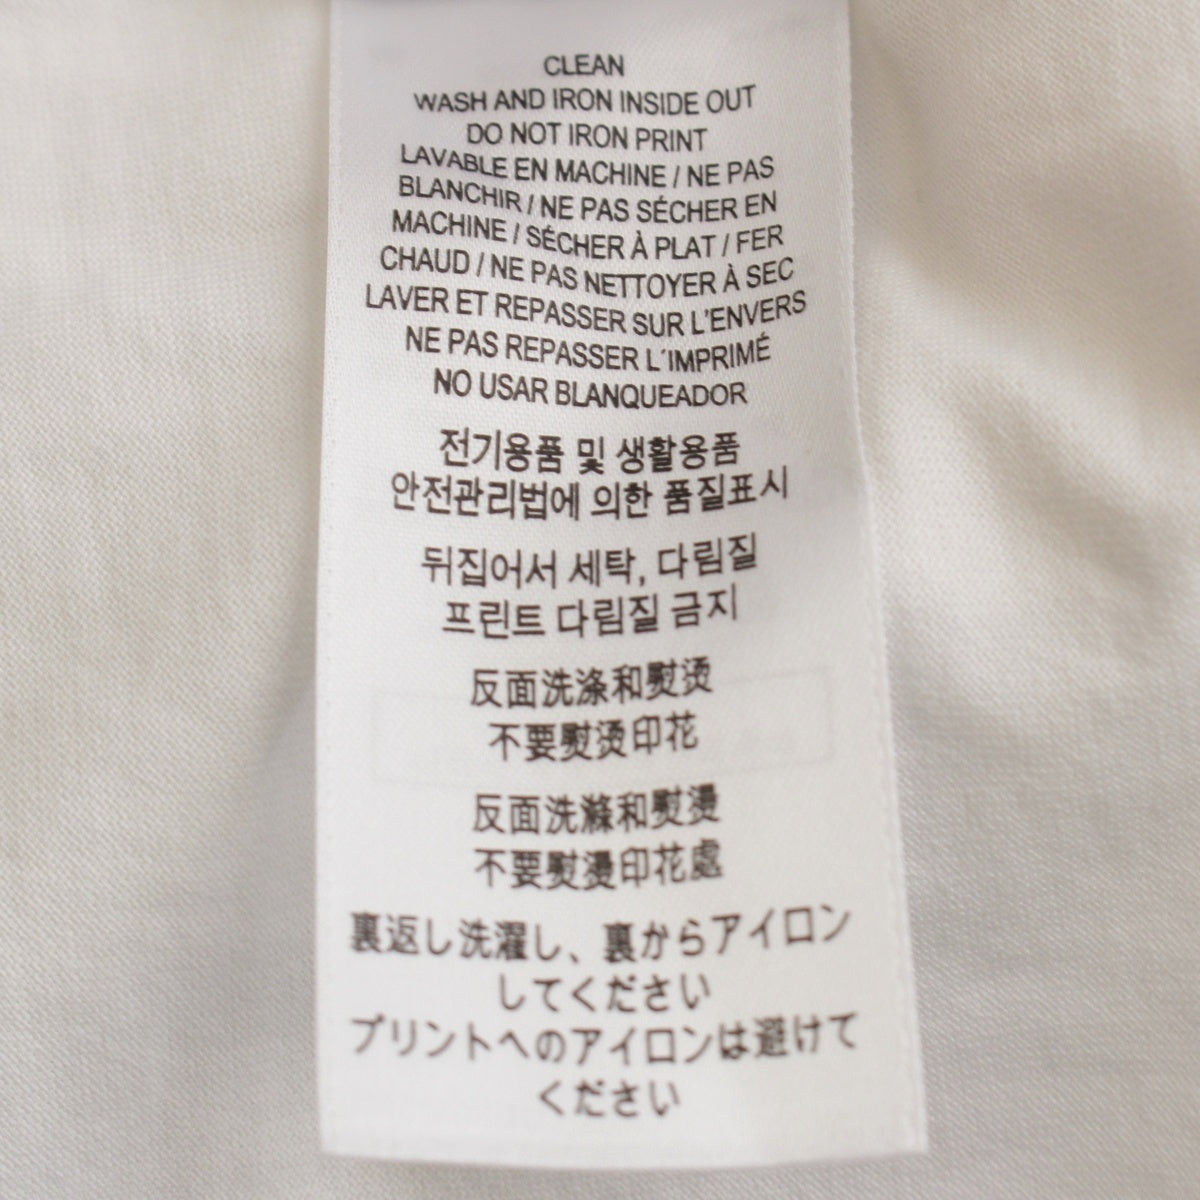 CLEAN
WASH AND IRON INSIDE OUT
DO NOT IRON PRINT
LAVABLE EN MACHINE / NE PAS
BLANCHIR / NE PAS SÉCHER EN
MACHINE / SÉCHER À PLAT / FER
CHAUD / NE PAS NETTOYER À SEC
LAVER ET REPASSER SUR L'ENVERS
NE PAS REPASSER L'IMPRIMÉ
NO USAR BLANQUEADOR
전기용품 및 생활용품
안전관리법에 의한 품질표시
뒤집어서 세탁, 다림질
프린트 다림질 금지
反面洗涤和熨烫
不要熨烫印花
反面洗滌和熨燙
不要熨燙印花處
裏返し洗濯し、裏からアイロン
してください
プリントへのアイロンは避けて
ください